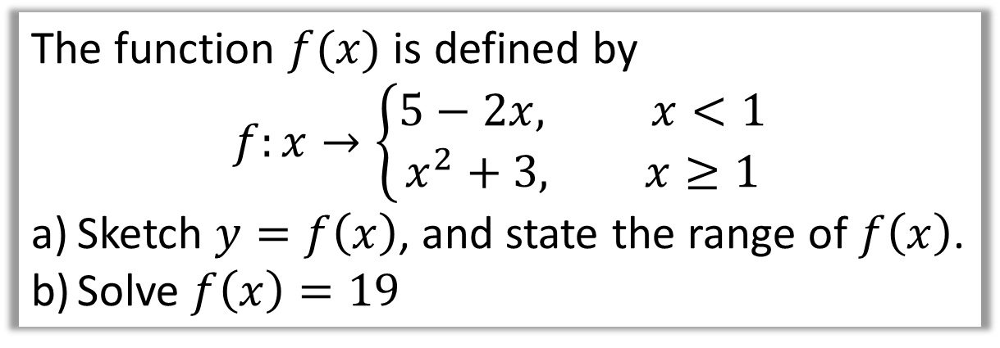 The function f(x) is defined by
f: x → { 5 − 2x, x < 1
x² + 3, x ≥ 1
a) Sketch y = f(x), and state the range of f(x).
b) Solve f(x) = 19